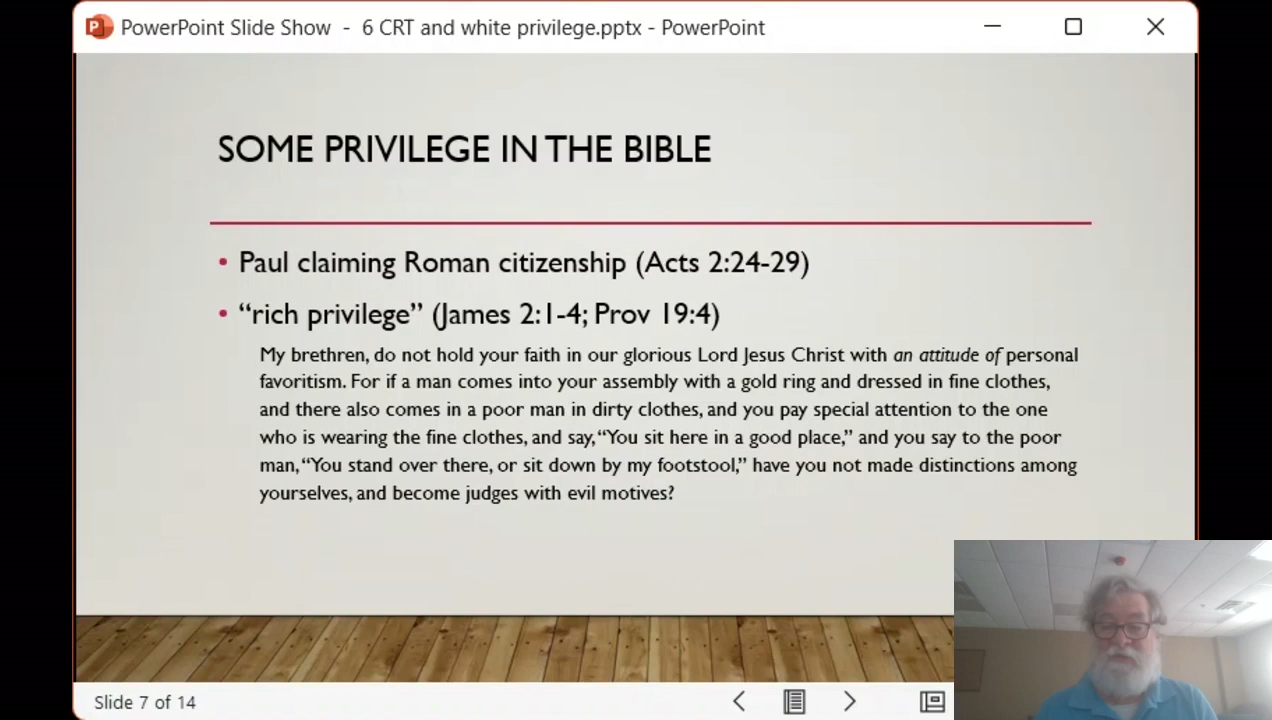 PowerPoint Slide Show - 6 CRT and white privilege.pptx - PowerPoint
SOME PRIVILEGE IN THE BIBLE
• Paul claiming Roman citizenship (Acts 2:24-29)
• “rich privilege” (James 2:1-4; Prov 19:4)
My brethren, do not hold your faith in our glorious Lord Jesus Christ with an attitude of personal
favoritism. For if a man comes into your assembly with a gold ring and dressed in fine clothes,
and there also comes in a poor man in dirty clothes, and you pay special attention to the one
who is wearing the fine clothes, and say, “You sit here in a good place,” and you say to the poor
man, “You stand over there, or sit down by my footstool,” have you not made distinctions among
yourselves, and become judges with evil motives?
Slide 7 of 14